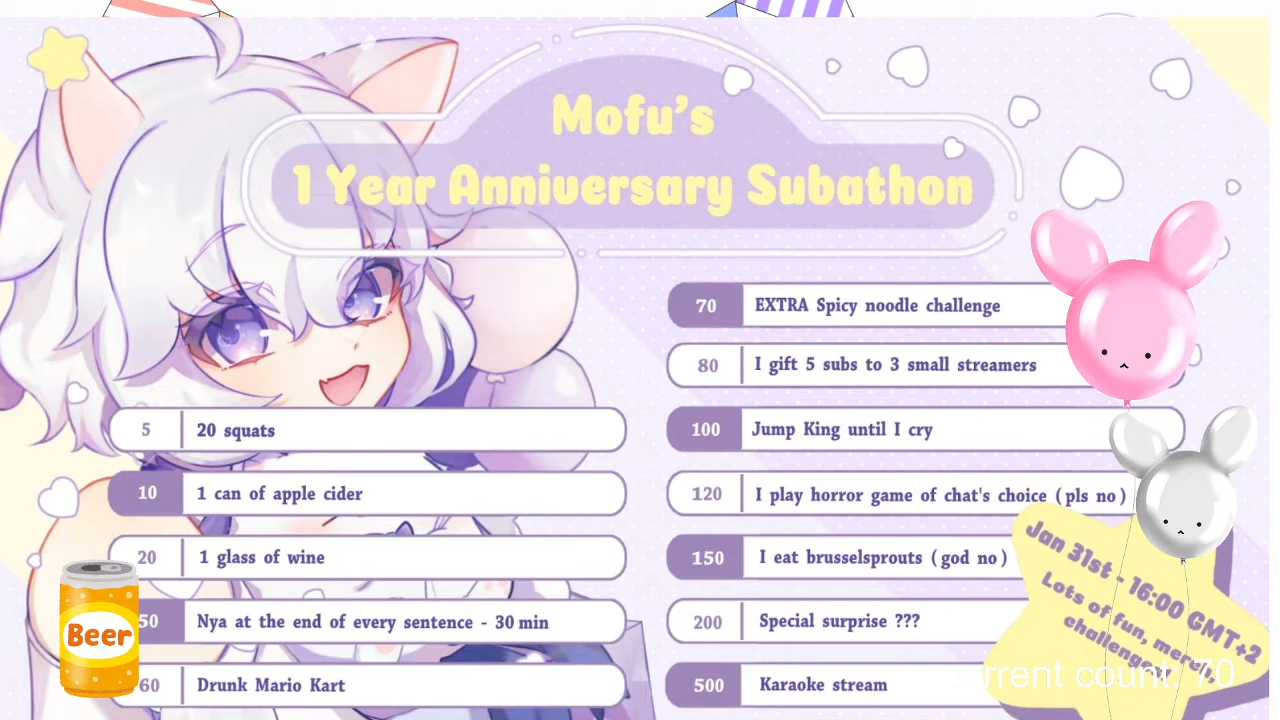 Mofu's
1 Year Anniversary Subathon
5 20 squats
10 1 can of apple cider
20 1 glass of wine
50 Nya at the end of every sentence - 30 min
60 Drunk Mario Kart
70 EXTRA Spicy noodle challenge
80 I gift 5 subs to 3 small streamers
100 Jump King until I cry
120 I play horror game of chat's choice (pls no)
150 I eat brusselsprouts (god no)
200 Special surprise ???
500 Karaoke stream
Jan 31st - 16:00 GMT+2
Lots of fun, merch,
Beer
count: 70